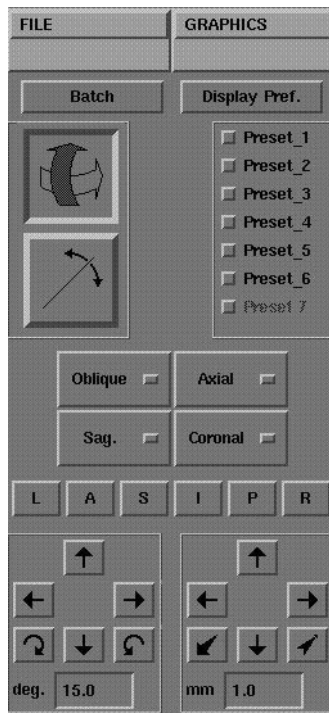 FILE GRAPHICS
Batch Display Pref.
Preset_1
Preset_2
Preset_3
Preset_4
Preset_5
Preset_6
Preset 7
Oblique Axial
Sag. Coronal
L A S I P R
deg. 15.0 mm 1.0